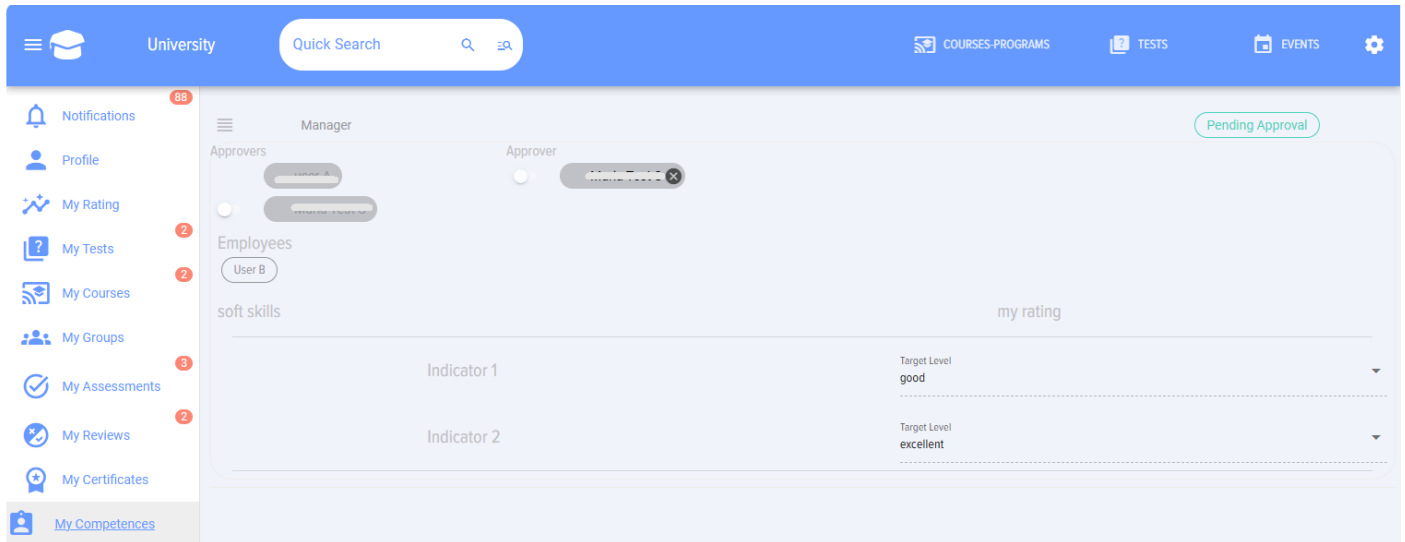 University
Quick Search
COURSES-PROGRAMS
? TESTS
EVENTS
88
Notifications
Profile
My Rating
2
? My Tests
2
My Courses
My Groups
3
My Assessments
2
My Reviews
My Certificates
My Competences
Manager
Pending Approval
Approvers
Approver
Employees
User B
soft skills
my rating
Indicator 1
Target Level
good
Indicator 2
Target Level
excellent